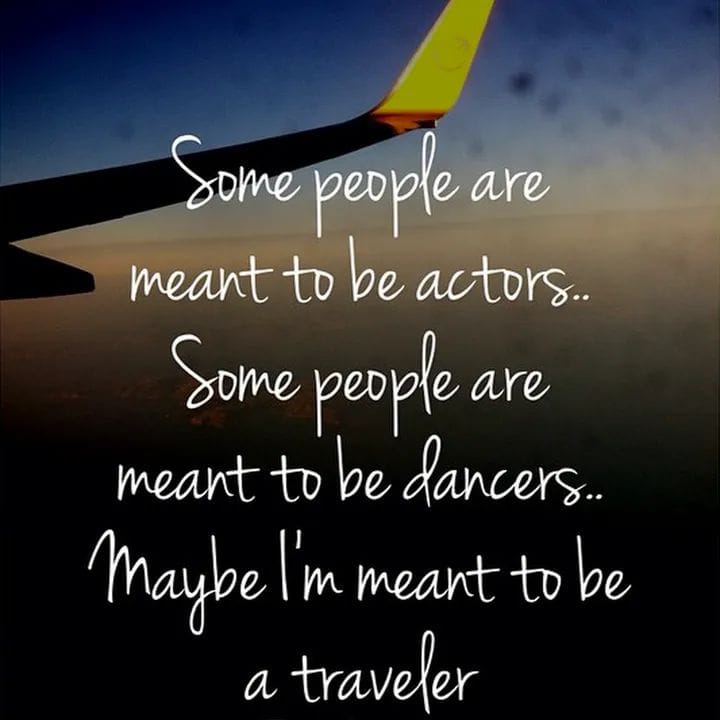 Some people are
meant to be actors..
Some people are
meant to be dancers..
Maybe I'm meant to be
a traveler